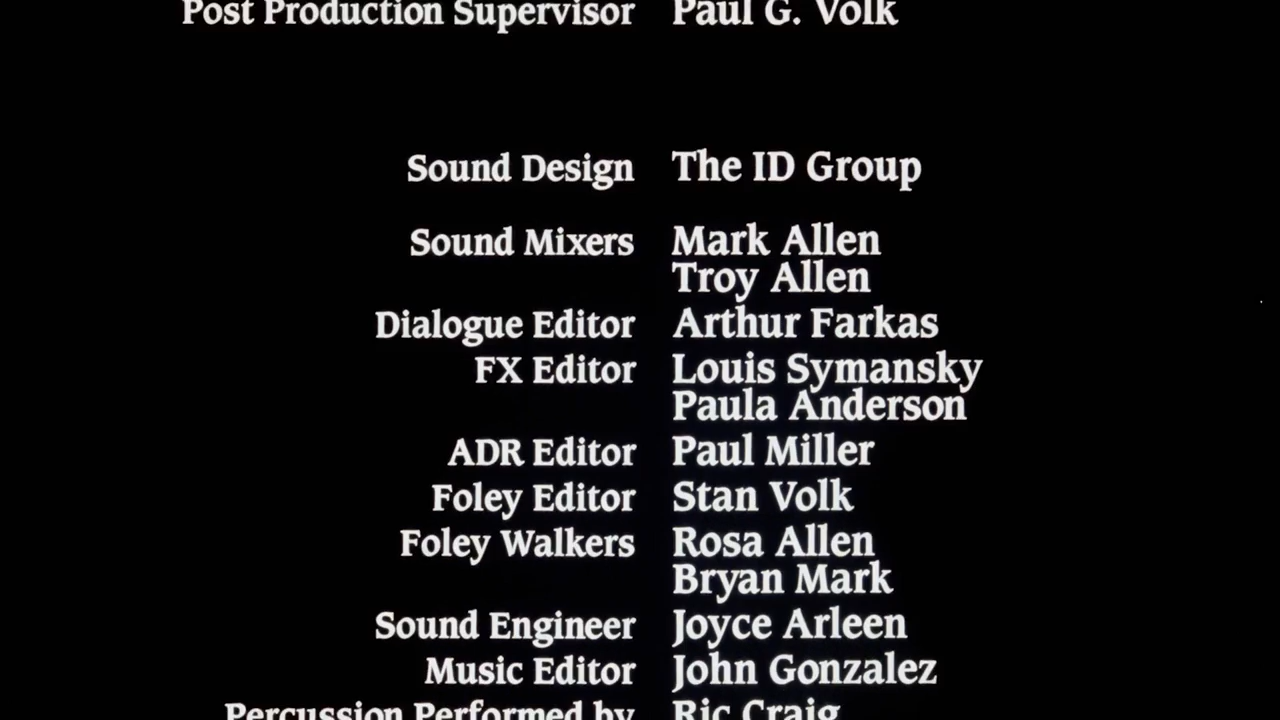 Post Production Supervisor Paul G. Volk
Sound Design The ID Group
Sound Mixers Mark Allen
Troy Allen
Dialogue Editor Arthur Farkas
FX Editor Louis Symansky
Paula Anderson
ADR Editor Paul Miller
Foley Editor Stan Volk
Foley Walkers Rosa Allen
Bryan Mark
Sound Engineer Joyce Arleen
Music Editor John Gonzalez
Percussion Performed by Ric Craig